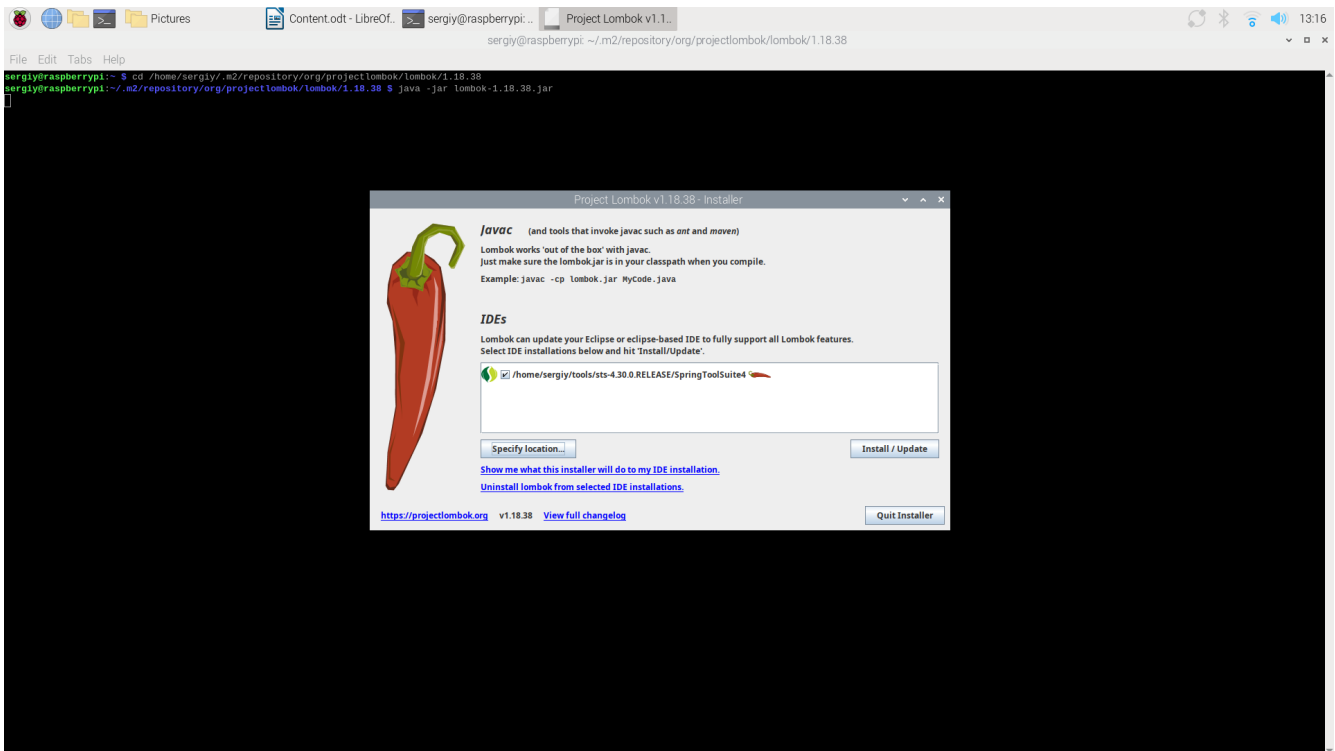 Pictures
Content.odt - LibreOf..
sergiy@raspberrypi: ..
Project Lombok v1.1..
13:16
sergiy@raspberrypi: ~/.m2/repository/org/projectlombok/lombok/1.18.38
File Edit Tabs Help
sergiy@raspberrypi:~ $ cd /home/sergiy/.m2/repository/org/projectlombok/lombok/1.18.38
sergiy@raspberrypi:~/.m2/repository/org/projectlombok/lombok/1.18.38 $ java -jar lombok-1.18.38.jar
Project Lombok v1.18.38 - Installer
Javac (and tools that invoke javac such as ant and maven)
Lombok works 'out of the box' with javac.
Just make sure the lombok.jar is in your classpath when you compile.
Example: javac -cp lombok.jar MyCode.java
IDEs
Lombok can update your Eclipse or eclipse-based IDE to fully support all Lombok features.
Select IDE installations below and hit 'Install/Update'.
/home/sergiy/tools/sts-4.30.0.RELEASE/SpringToolSuite4
Specify location...
Install / Update
Show me what this installer will do to my IDE installation.
Uninstall lombok from selected IDE installations.
https://projectlombok.org v1.18.38 View full changelog
Quit Installer